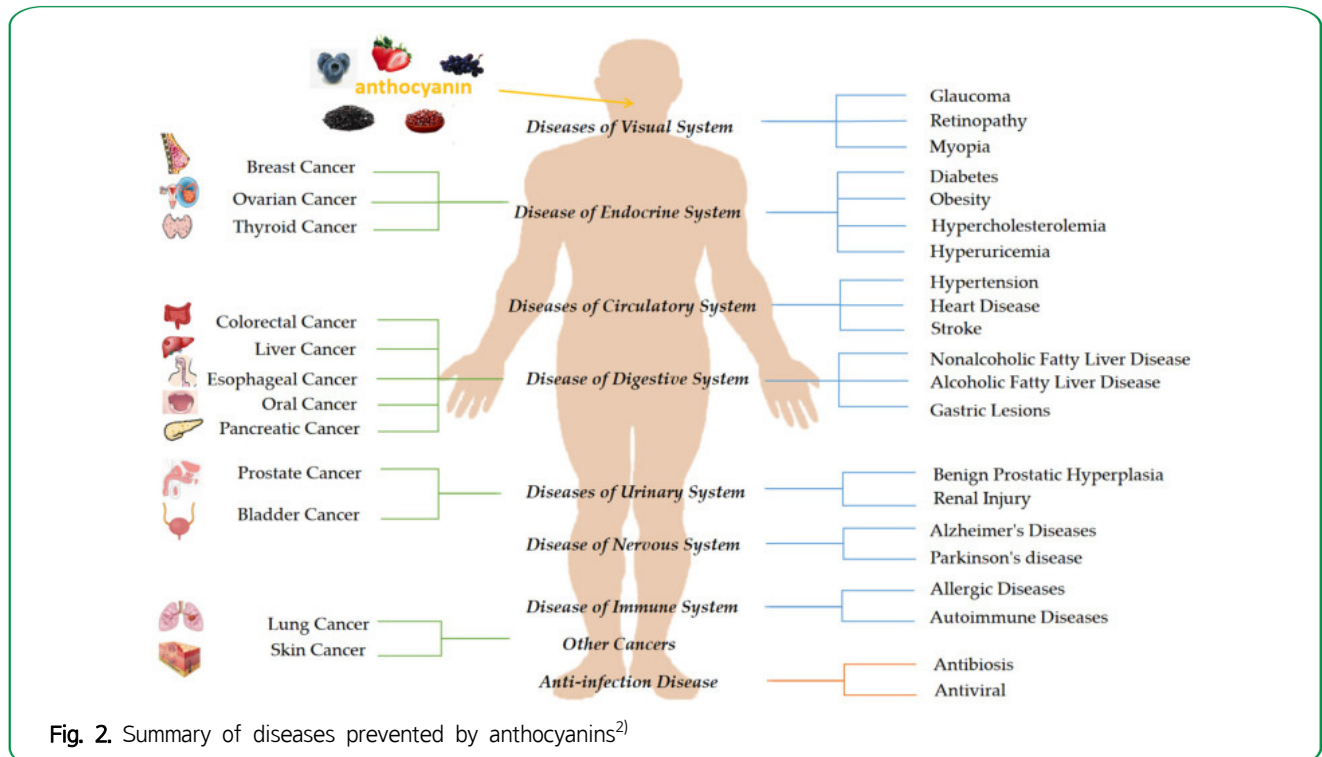 anthocyanin
Diseases of Visual System
Glaucoma
Retinopathy
Myopia
Breast Cancer
Ovarian Cancer
Thyroid Cancer
Disease of Endocrine System
Diabetes
Obesity
Hypercholesterolemia
Hyperuricemia
Diseases of Circulatory System
Hypertension
Heart Disease
Stroke
Colorectal Cancer
Liver Cancer
Esophageal Cancer
Oral Cancer
Pancreatic Cancer
Disease of Digestive System
Nonalcoholic Fatty Liver Disease
Alcoholic Fatty Liver Disease
Gastric Lesions
Prostate Cancer
Bladder Cancer
Diseases of Urinary System
Benign Prostatic Hyperplasia
Renal Injury
Disease of Nervous System
Alzheimer's Diseases
Parkinson's disease
Disease of Immune System
Allergic Diseases
Autoimmune Diseases
Lung Cancer
Skin Cancer
Other Cancers
Anti-infection Disease
Antibiosis
Antiviral
Fig. 2. Summary of diseases prevented by anthocyanins2)